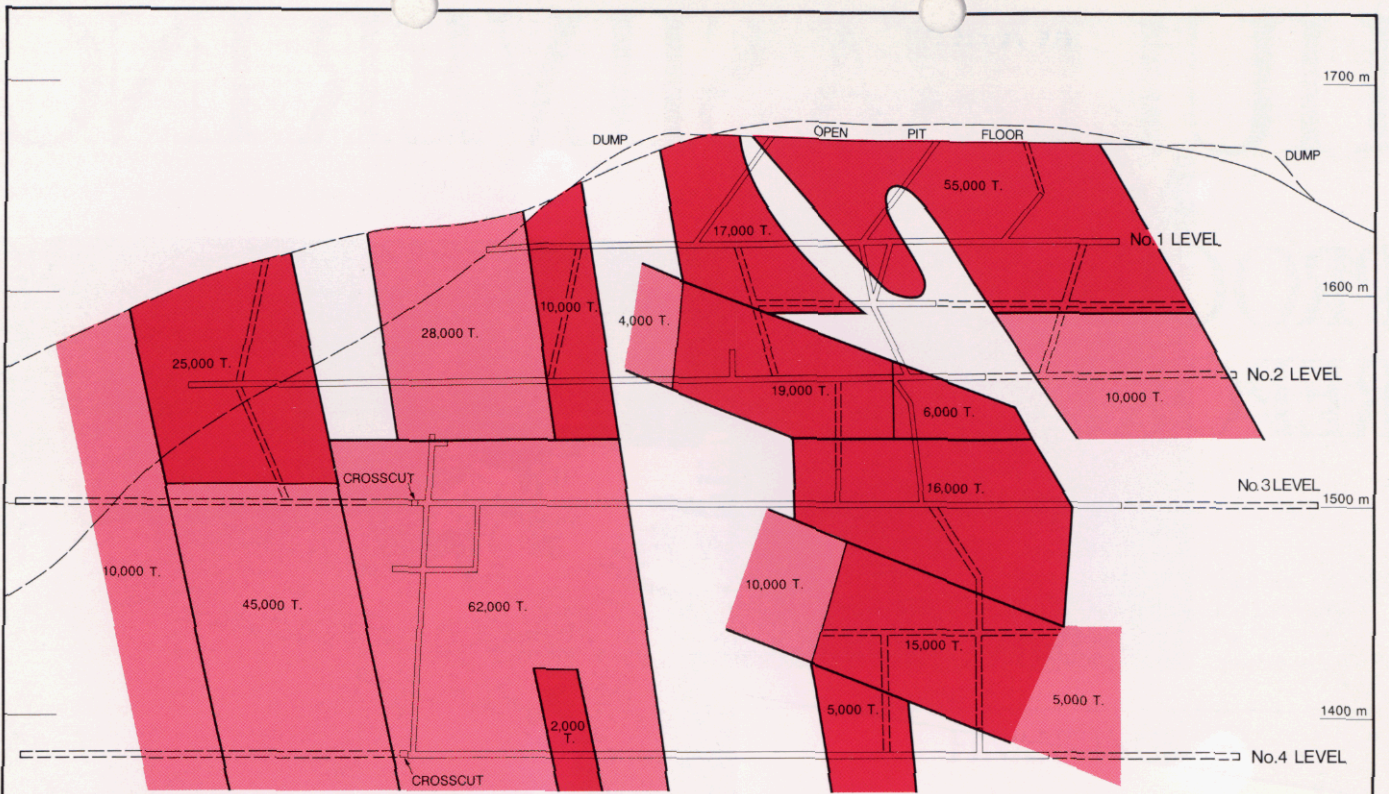 1700 m
DUMP
OPEN PIT FLOOR
DUMP
55,000 T.
17,000 T.
No.1 LEVEL
1600 m
10,000 T.
4,000 T.
28,000 T.
25,000 T.
No.2 LEVEL
19,000 T.
10,000 T.
6,000 T.
CROSSCUT
16,000 T.
No.3 LEVEL
1500 m
10,000 T.
10,000 T.
45,000 T.
62,000 T.
15,000 T.
5,000 T.
5,000 T.
2,000
T.
1400 m
No.4 LEVEL
CROSSCUT